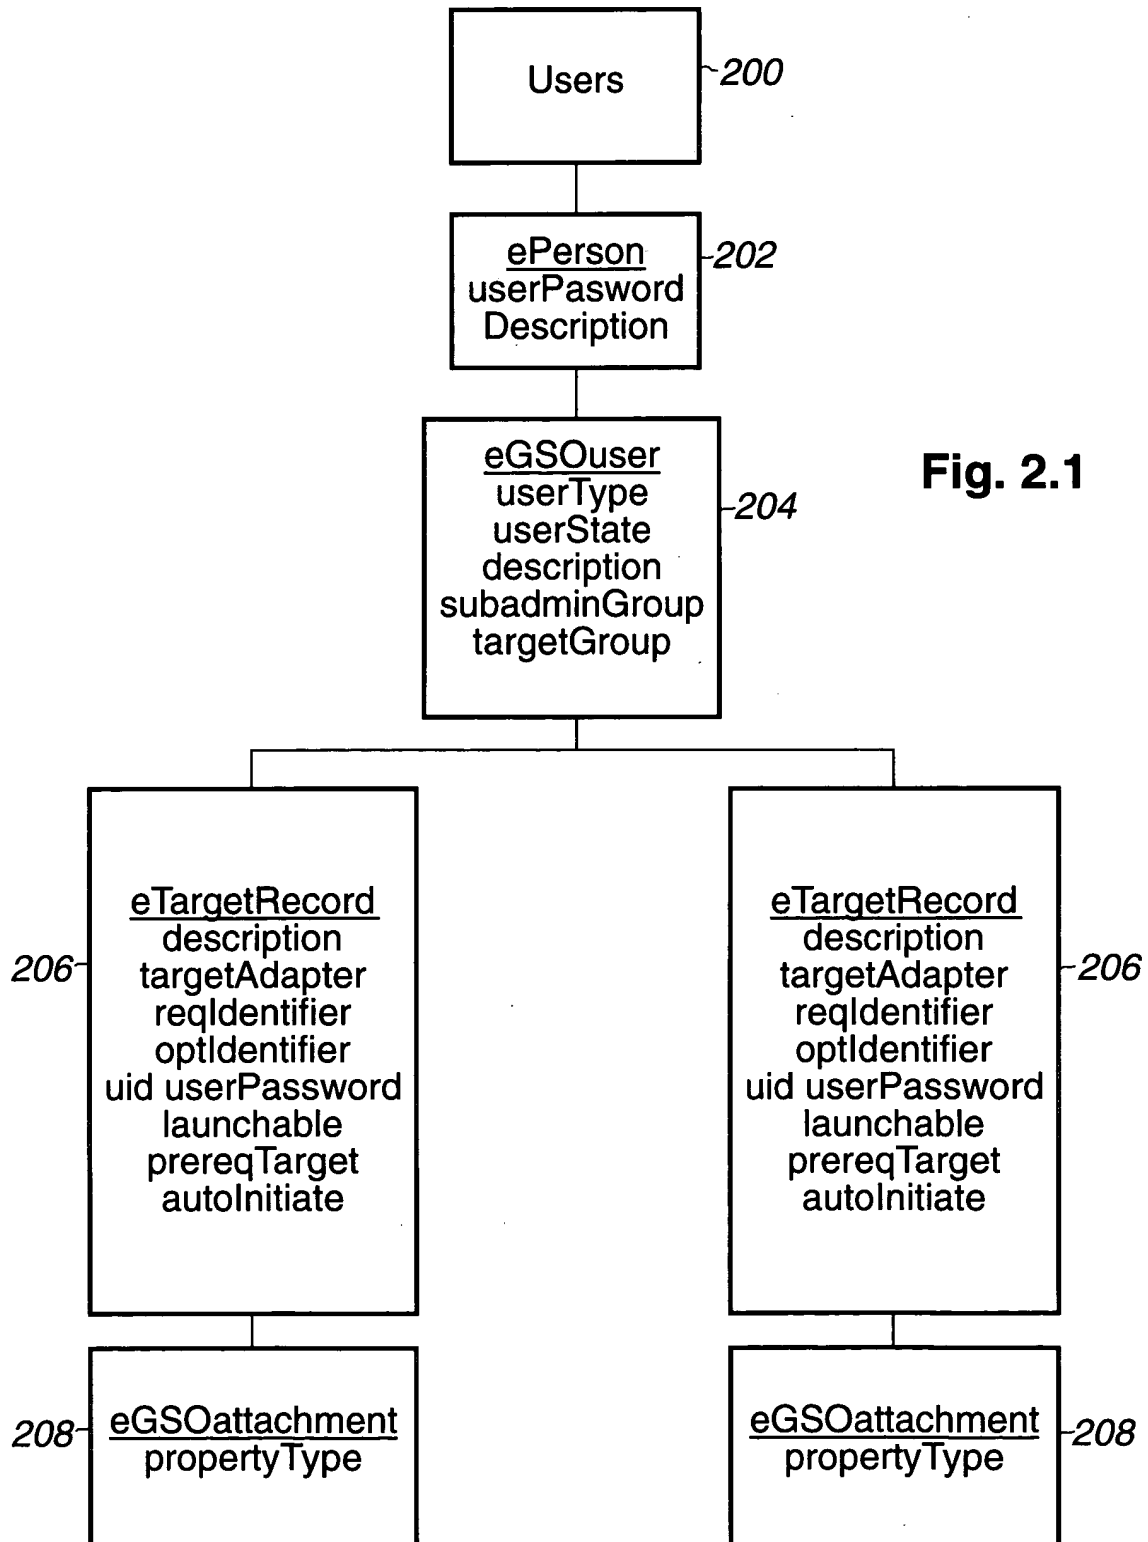 Users
200
ePerson
userPasword
Description
202
eGSOuser
userType
userState
description
subadminGroup
targetGroup
204
Fig. 2.1
eTargetRecord
description
targetAdapter
reqIdentifier
optIdentifier
uid userPassword
launchable
prereqTarget
autoInitiate
206
eTargetRecord
description
targetAdapter
reqIdentifier
optIdentifier
uid userPassword
launchable
prereqTarget
autoInitiate
206
eGSOattachment
propertyType
208
eGSOattachment
propertyType
208